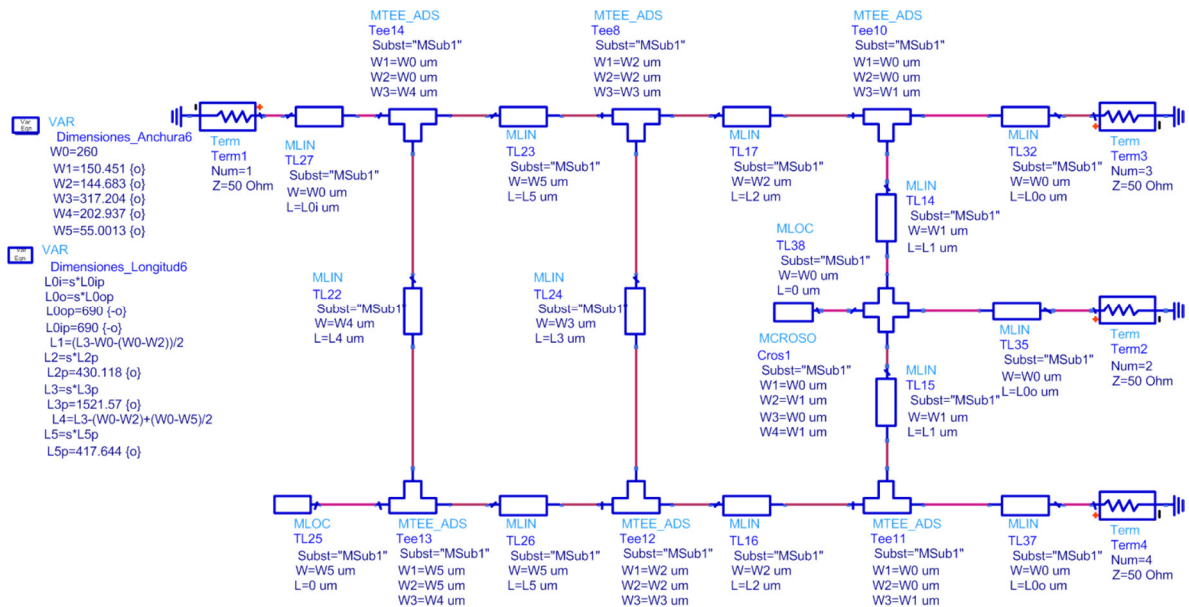 MTEE_ADS
Tee14
Subst="MSub1"
W1=W0 um
W2=W0 um
W3=W4 um
MTEE_ADS
Tee8
Subst="MSub1"
W1=W2 um
W2=W2 um
W3=W3 um
MTEE_ADS
Tee10
Subst="MSub1"
W1=W0 um
W2=W0 um
W3=W1 um
Var
Eqn
VAR
Dimensiones_Anchura6
W0=260
W1=150.451 {o}
W2=144.683 {o}
W3=317.204 {o}
W4=202.937 {o}
W5=55.0013 {o}
Term
Term1
Num=1
Z=50 Ohm
MLIN
TL27
Subst="MSub1"
W=W0 um
L=L0i um
MLIN
TL23
Subst="MSub1"
W=W5 um
L=L5 um
MLIN
TL17
Subst="MSub1"
W=W2 um
L=L2 um
MLIN
TL32
Subst="MSub1"
W=W0 um
L=L0o um
Term
Term3
Num=3
Z=50 Ohm
MLIN
TL14
Subst="MSub1"
W=W1 um
L=L1 um
Var
Eqn
VAR
Dimensiones_Longitud6
L0i=s*L0ip
L0o=s*L0op
L0op=690 {-o}
L0ip=690 {-o}
L1=(L3-W0-(W0-W2))/2
L2=s*L2p
L2p=430.118 {o}
L3=s*L3p
L3p=1521.57 {o}
L4=L3-(W0-W2)+(W0-W5)/2
L5=s*L5p
L5p=417.644 {o}
MLIN
TL22
Subst="MSub1"
W=W4 um
L=L4 um
MLIN
TL24
Subst="MSub1"
W=W3 um
L=L3 um
MLOC
TL38
Subst="MSub1"
W=W0 um
L=0 um
MCROSO
Cros1
Subst="MSub1"
W1=W0 um
W2=W1 um
W3=W0 um
W4=W1 um
MLIN
TL35
Subst="MSub1"
W=W0 um
L=L0o um
Term
Term2
Num=2
Z=50 Ohm
MLIN
TL15
Subst="MSub1"
W=W1 um
L=L1 um
MLOC
TL25
Subst="MSub1"
W=W5 um
L=0 um
MTEE_ADS
Tee13
Subst="MSub1"
W1=W5 um
W2=W5 um
W3=W4 um
MLIN
TL26
Subst="MSub1"
W=W5 um
L=L5 um
MTEE_ADS
Tee12
Subst="MSub1"
W1=W2 um
W2=W2 um
W3=W3 um
MLIN
TL16
Subst="MSub1"
W=W2 um
L=L2 um
MTEE_ADS
Tee11
Subst="MSub1"
W1=W0 um
W2=W0 um
W3=W1 um
MLIN
TL37
Subst="MSub1"
W=W0 um
L=L0o um
Term
Term4
Num=4
Z=50 Ohm